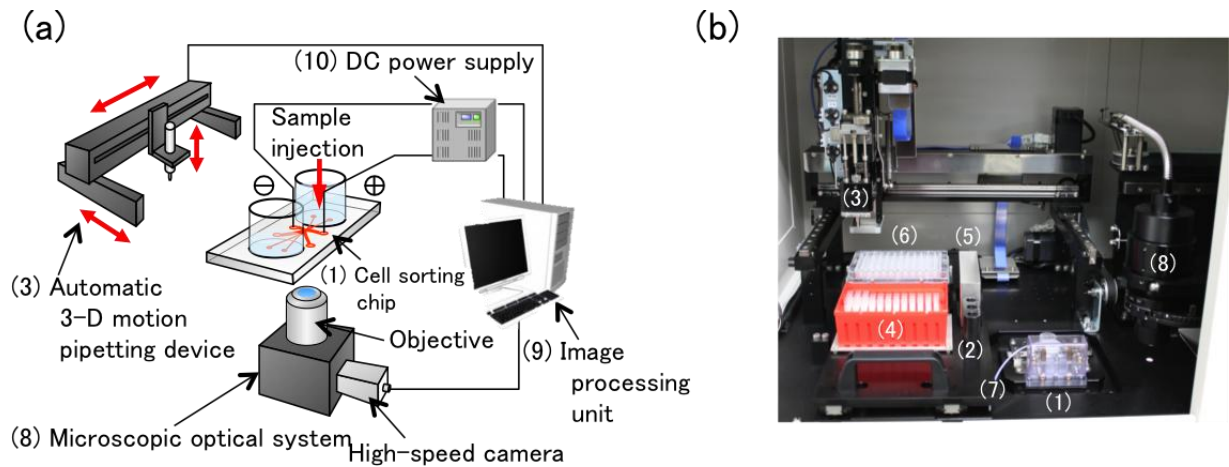 (a)
(10) DC power supply
Sample
injection
⊖
⊕
(1) Cell sorting
chip
(3) Automatic
3-D motion
pipetting device
Objective
(9) Image
processing
unit
(8) Microscopic optical system
High-speed camera
(b)
(3)
(6)
(5)
(8)
(4)
(2)
(7)
(1)